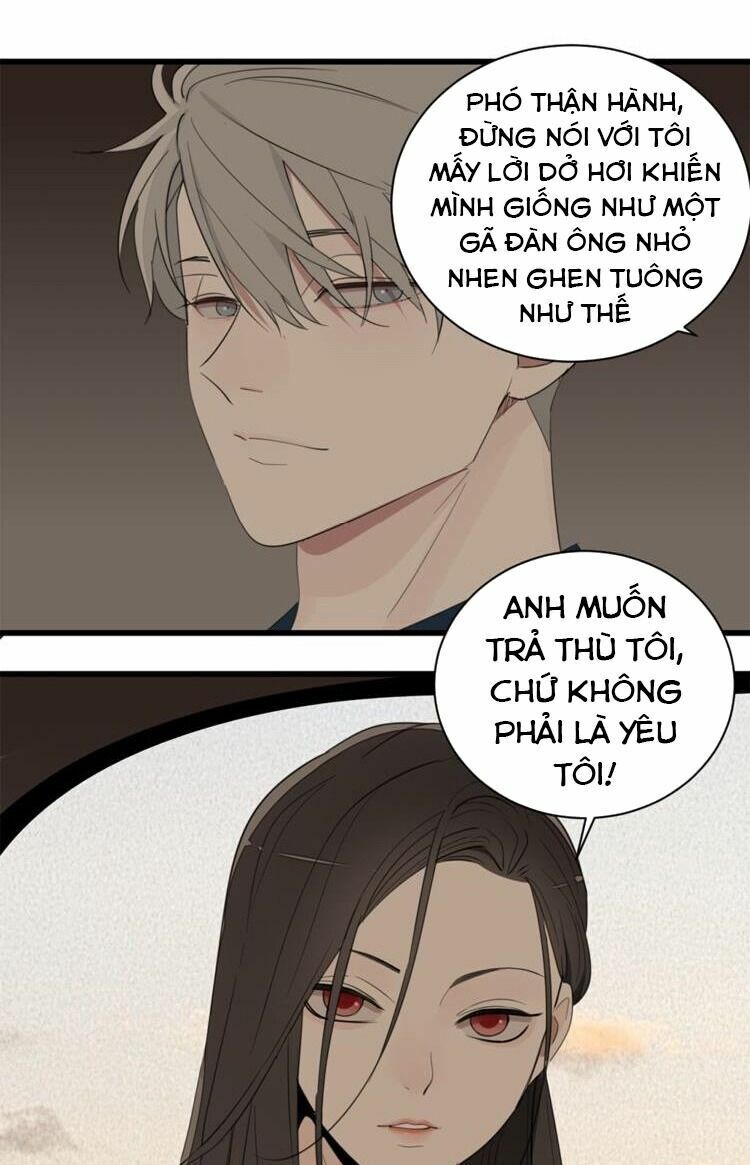 PHÓ THẬN HÀNH,
ĐỪNG NÓI VỚI TÔI
MẤY LỜI DỞ HƠI KHIẾN
MÌNH GIỐNG NHƯ MỘT
GÃ ĐÀN ÔNG NHỎ
NHEN GHEN TUÔNG
NHƯ THẾ
ANH MUỐN
TRẢ THÙ TÔI,
CHỨ KHÔNG
PHẢI LÀ YÊU
TÔI!